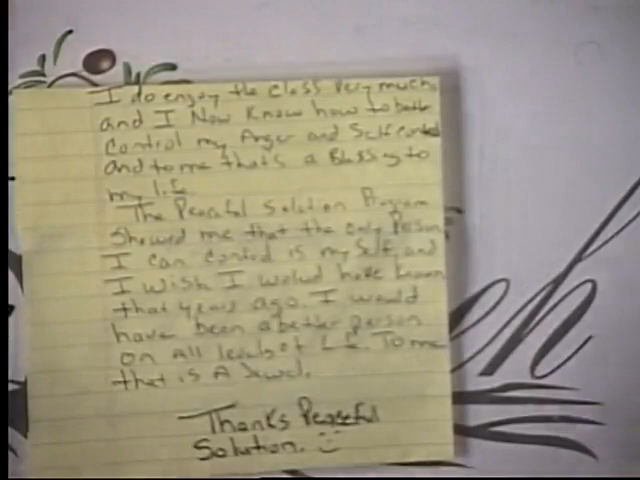 I do enjoy the class very much,
and I Now Know how to better
control my Anger and Self control
and to me that's a Blessing to
my life.
The Peaceful Solution Program
Showed me that the only Person
I can control is my Self, and
I wish I would have known
that years ago. I would
have been a better person
on all levels of Life. To me
that is A Jewel.
Thanks Peaceful
Solution. :)
eh